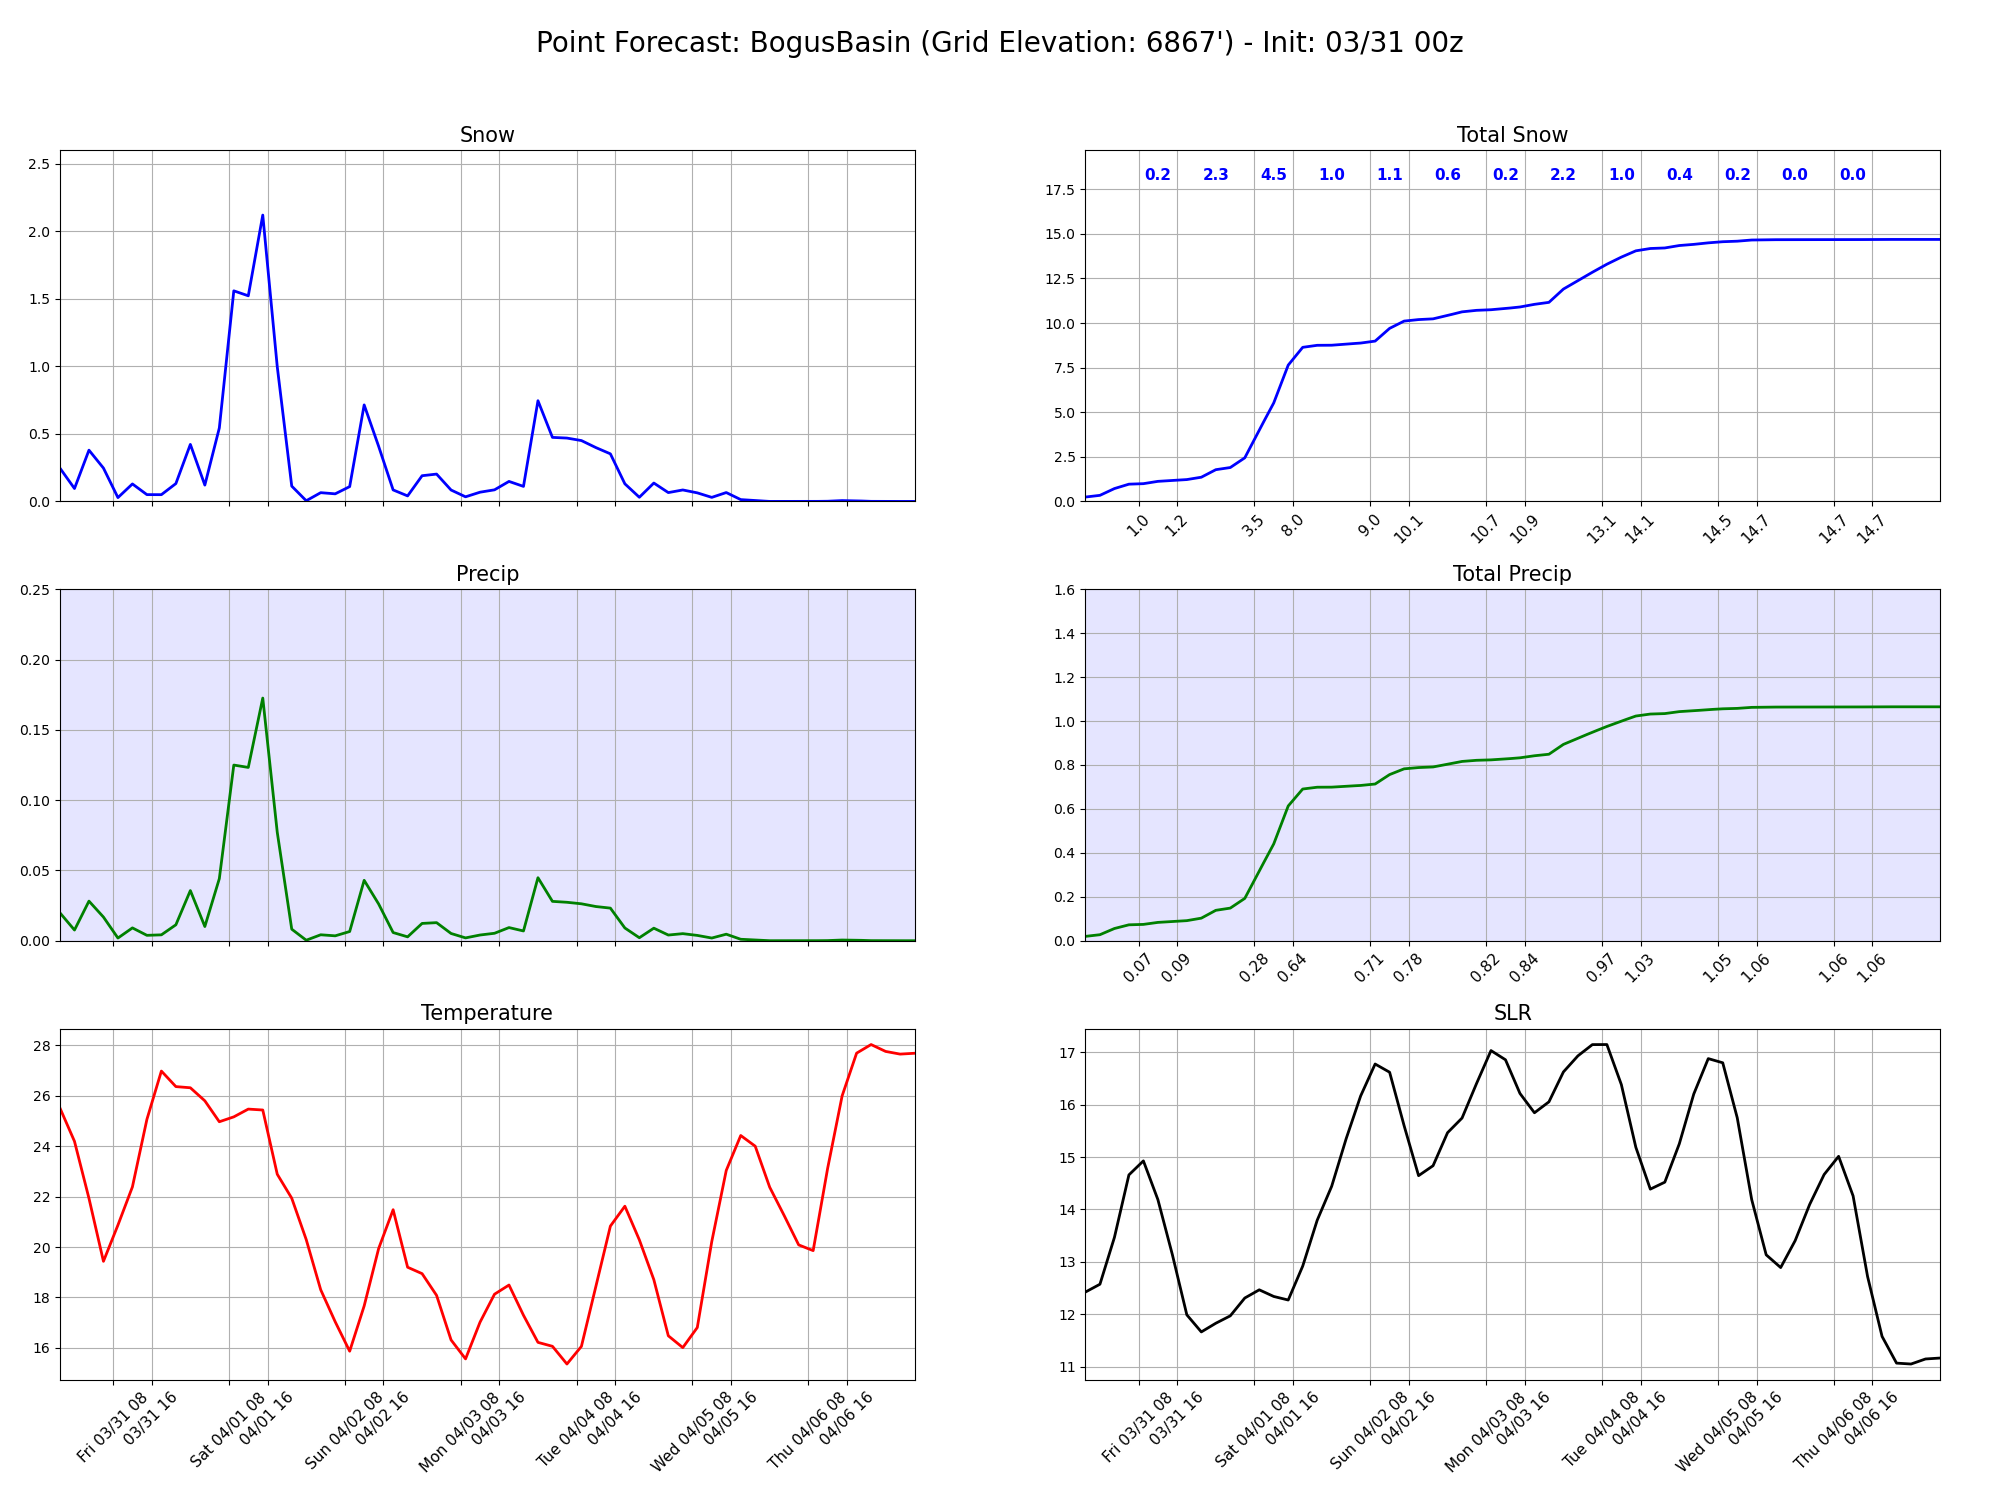 Point Forecast: BogusBasin (Grid Elevation: 6867') - Init: 03/31 00z
Snow
2.5
2.0
1.5
1.0
0.5
0.0
Total Snow
0.2 2.3 4.5 1.0 1.1 0.6 0.2 2.2 1.0 0.4 0.2 0.0 0.0
17.5
15.0
12.5
10.0
7.5
5.0
2.5
0.0
1.0 1.2 3.5 8.0 9.0 10.1 10.7 10.9 13.1 14.1 14.5 14.7 14.7 14.7
Precip
0.25
0.20
0.15
0.10
0.05
0.00
Total Precip
1.6
1.4
1.2
1.0
0.8
0.6
0.4
0.2
0.0
0.07 0.09 0.28 0.64 0.71 0.78 0.82 0.84 0.97 1.03 1.05 1.06 1.06 1.06
Temperature
28
26
24
22
20
18
16
Fri 03/31 08
03/31 16
Sat 04/01 08
04/01 16
Sun 04/02 08
04/02 16
Mon 04/03 08
04/03 16
Tue 04/04 08
04/04 16
Wed 04/05 08
04/05 16
Thu 04/06 08
04/06 16
SLR
17
16
15
14
13
12
11
Fri 03/31 08
03/31 16
Sat 04/01 08
04/01 16
Sun 04/02 08
04/02 16
Mon 04/03 08
04/03 16
Tue 04/04 08
04/04 16
Wed 04/05 08
04/05 16
Thu 04/06 08
04/06 16